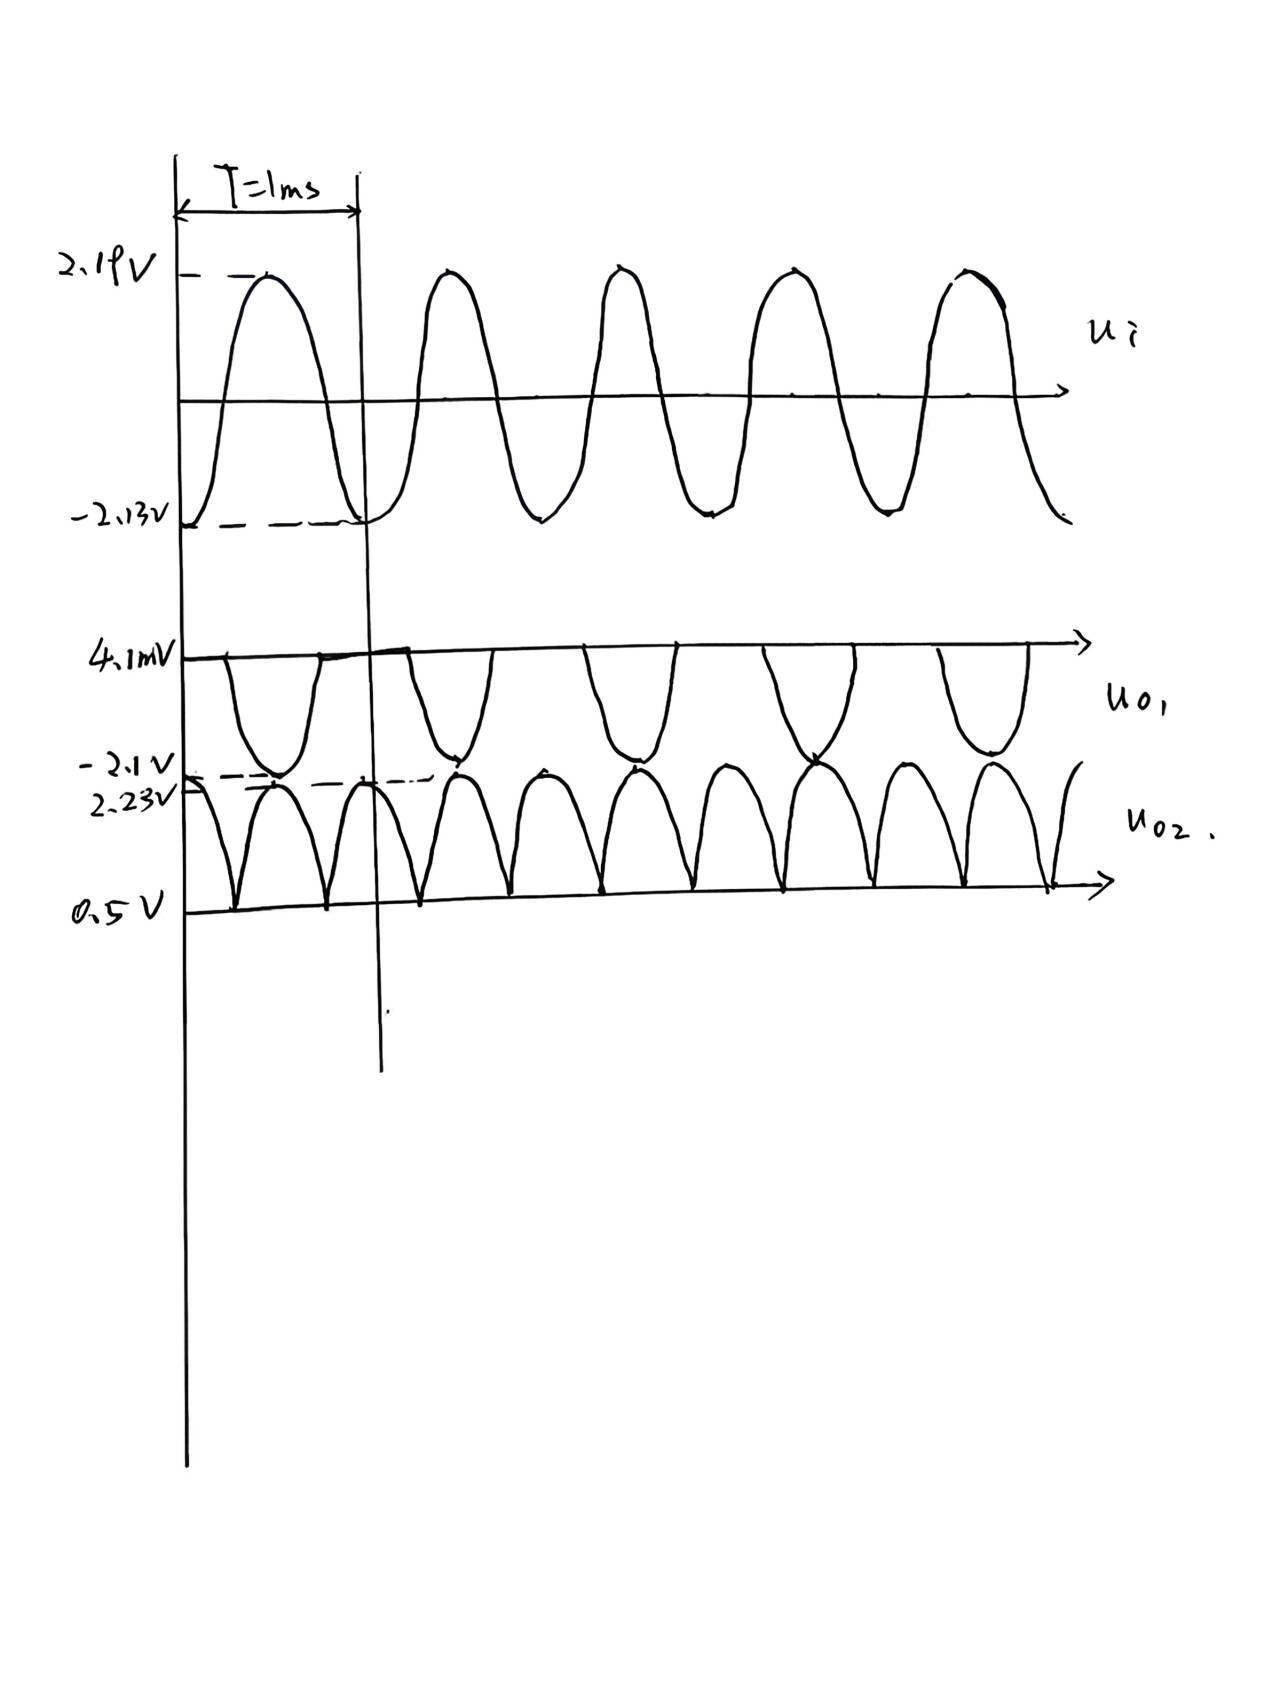 T=1ms
2.19V
ui
-2.13V
4.1mV
uo1
-2.1V
2.23V
uo2.
0.5V